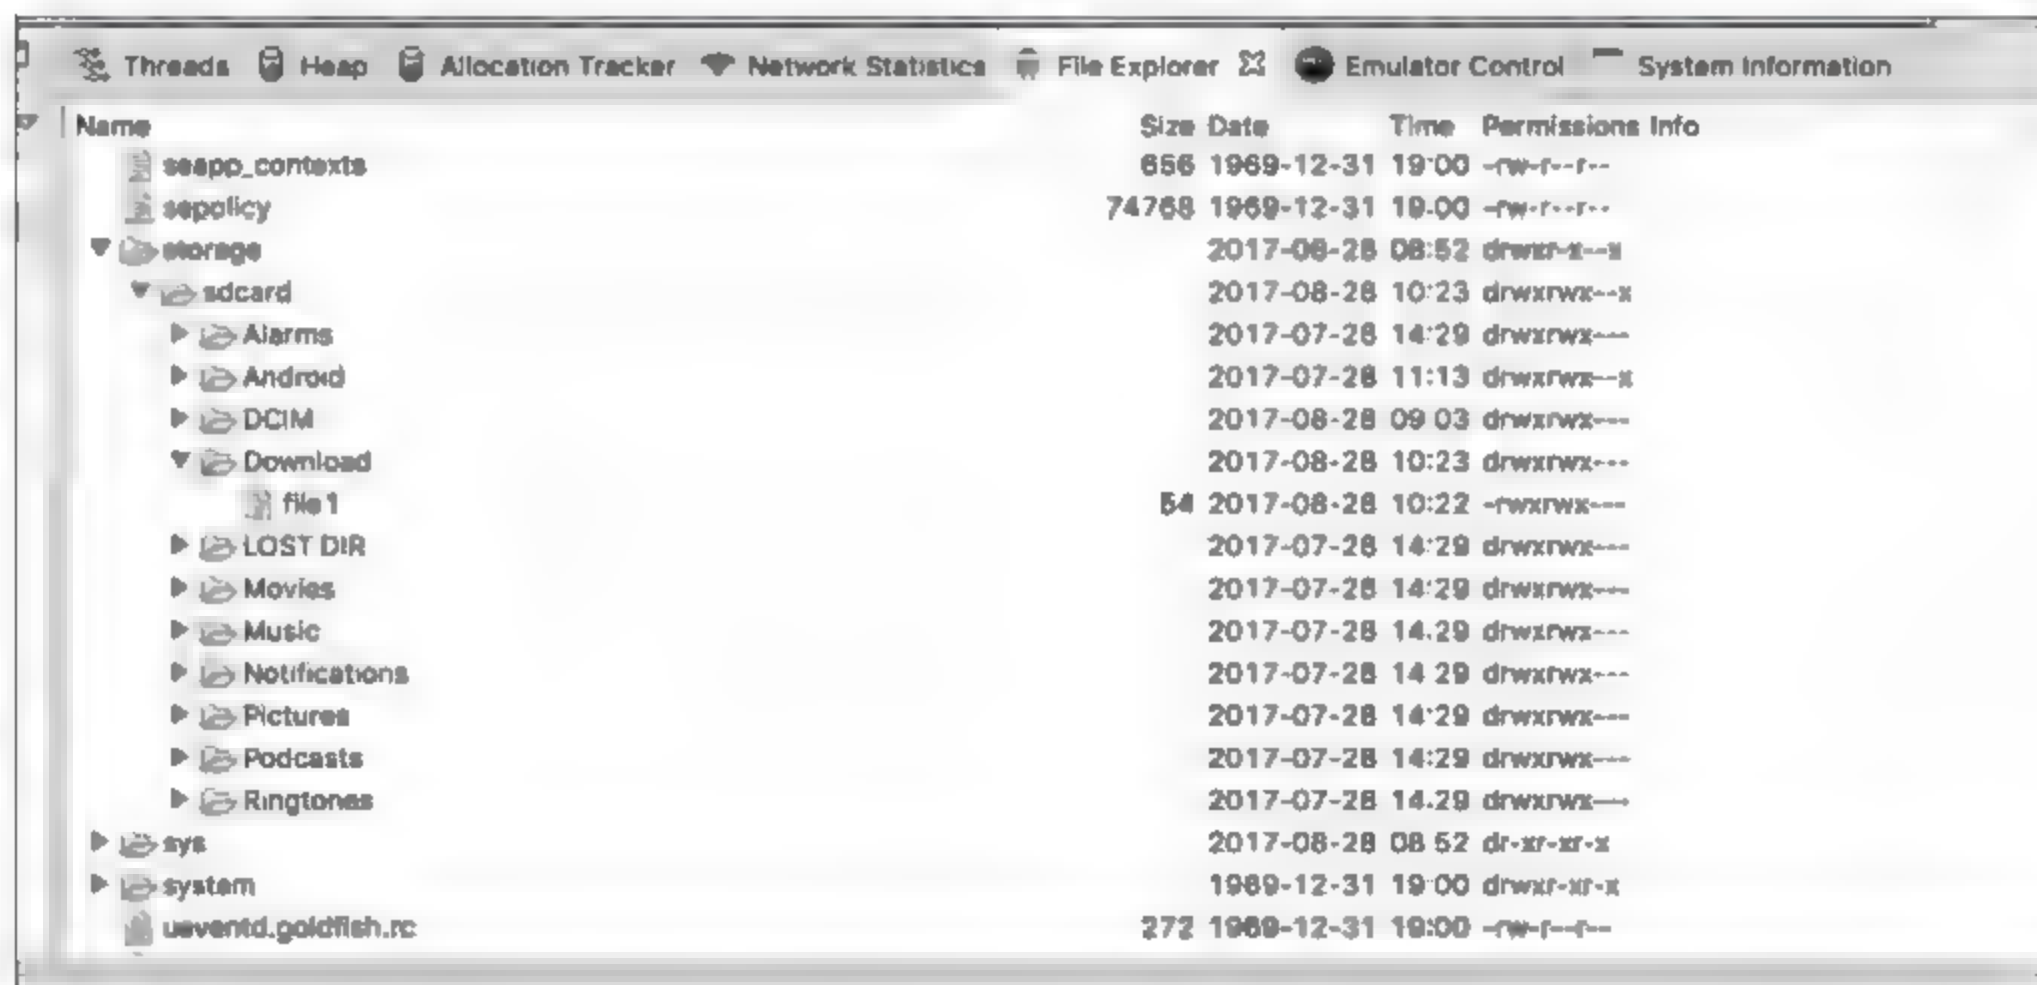 Threads Heap Allocation Tracker Network Statistics File Explorer Emulator Control System Information
Name Size Date Time Permissions Info
seapp_contexts 656 1969-12-31 19:00 -rw-r--r--
sepolicy 74768 1969-12-31 19:00 -rw-r--r--
storage 2017-08-28 08:52 drwxr-x--x
sdcard 2017-08-28 10:23 drwxrwx--x
Alarms 2017-07-28 14:29 drwxrwx---
Android 2017-07-28 11:13 drwxrwx--x
DCIM 2017-08-28 09:03 drwxrwx---
Download 2017-08-28 10:23 drwxrwx---
file1 54 2017-08-28 10:22 -rwxrwx---
LOST.DIR 2017-07-28 14:29 drwxrwx---
Movies 2017-07-28 14:29 drwxrwx---
Music 2017-07-28 14:29 drwxrwx---
Notifications 2017-07-28 14:29 drwxrwx---
Pictures 2017-07-28 14:29 drwxrwx---
Podcasts 2017-07-28 14:29 drwxrwx---
Ringtones 2017-07-28 14:29 drwxrwx---
sys 2017-08-28 08:52 dr-xr-xr-x
system 1969-12-31 19:00 drwxr-xr-x
ueventd.goldfish.rc 272 1969-12-31 19:00 -rw-r--r--